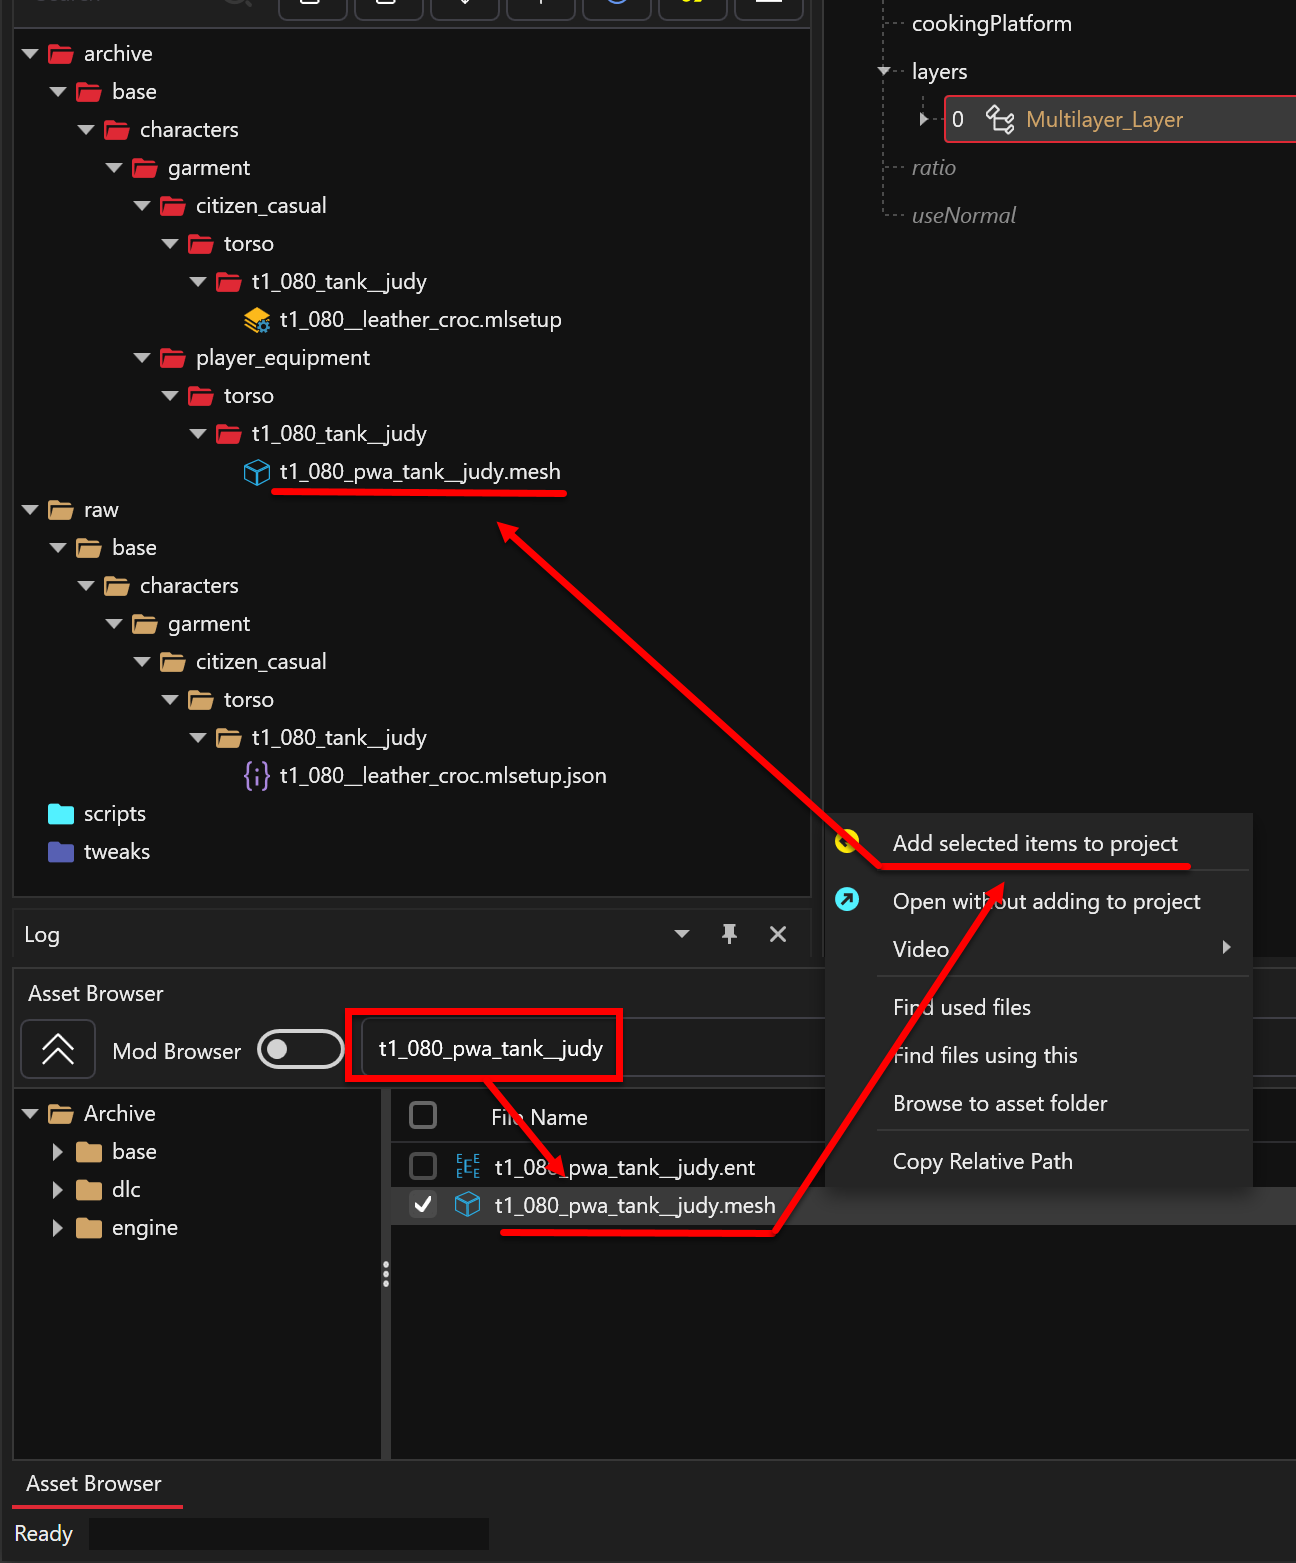 archive
base
characters
garment
citizen_casual
torso
t1_080_tank__judy
t1_080__leather_croc.mlsetup
player_equipment
torso
t1_080_tank__judy
t1_080_pwa_tank__judy.mesh
raw
base
characters
garment
citizen_casual
torso
t1_080_tank__judy
t1_080__leather_croc.mlsetup.json
scripts
tweaks
cookingPlatform
layers
0 Multilayer_Layer
ratio
useNormal
Log
Asset Browser
Mod Browser
t1_080_pwa_tank__judy
Archive
base
dlc
engine
File Name
t1_080_pwa_tank__judy.ent
t1_080_pwa_tank__judy.mesh
Add selected items to project
Open without adding to project
Video
Find used files
Find files using this
Browse to asset folder
Copy Relative Path
Asset Browser
Ready